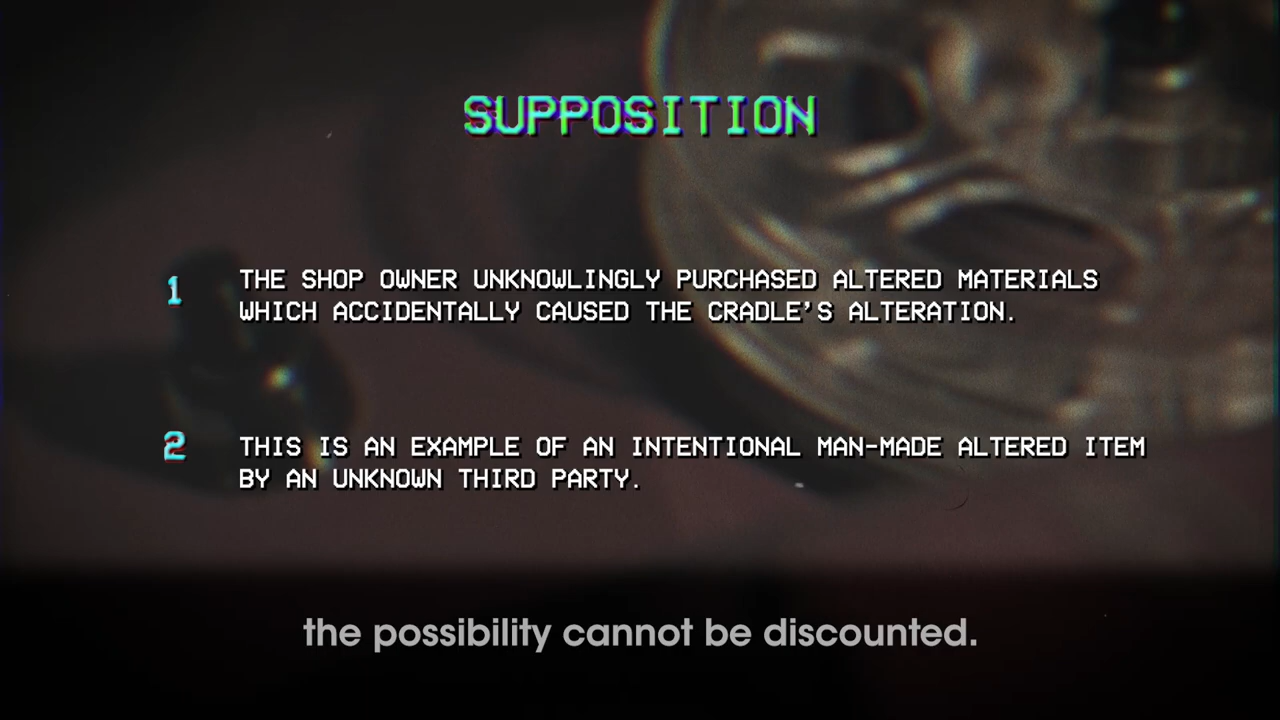 SUPPOSITION
1
THE SHOP OWNER UNKNOWLINGLY PURCHASED ALTERED MATERIALS
WHICH ACCIDENTALLY CAUSED THE CRADLE'S ALTERATION.
2
THIS IS AN EXAMPLE OF AN INTENTIONAL MAN-MADE ALTERED ITEM
BY AN UNKNOWN THIRD PARTY.
the possibility cannot be discounted.